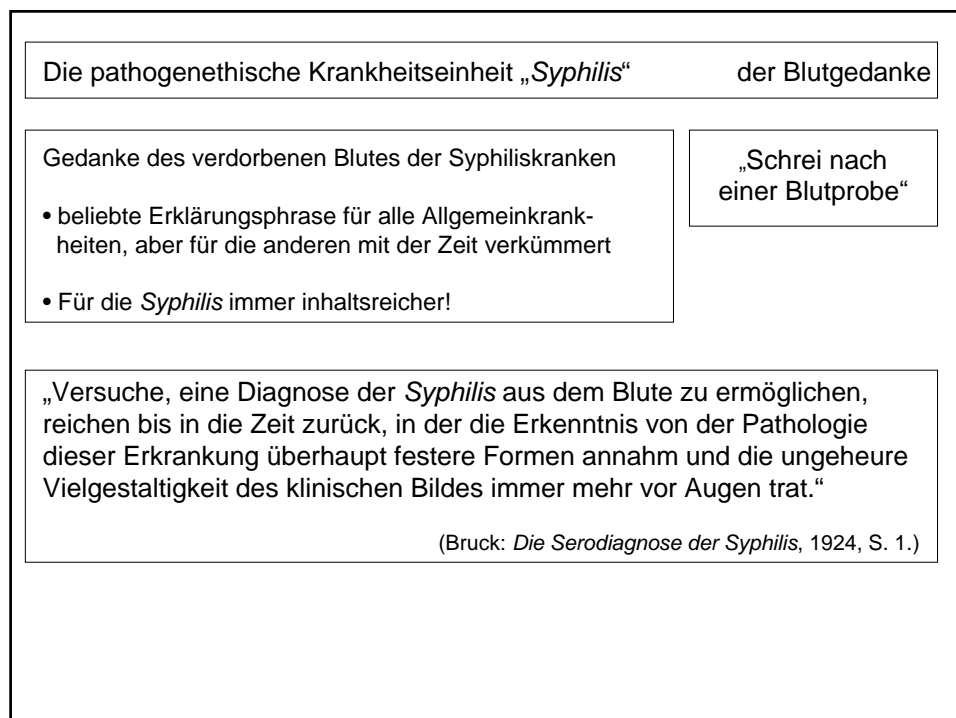 Die pathogenethische Krankheitseinheit „Syphilis“ der Blutgedanke
Gedanke des verdorbenen Blutes der Syphiliskranken
• beliebte Erklärungsphrase für alle Allgemeinkrank-
heiten, aber für die anderen mit der Zeit verkümmert
• Für die Syphilis immer inhaltsreicher!
„Schrei nach
einer Blutprobe“
„Versuche, eine Diagnose der Syphilis aus dem Blute zu ermöglichen,
reichen bis in die Zeit zurück, in der die Erkenntnis von der Pathologie
dieser Erkrankung überhaupt festere Formen annahm und die ungeheure
Vielgestaltigkeit des klinischen Bildes immer mehr vor Augen trat.“
(Bruck: Die Serodiagnose der Syphilis, 1924, S. 1.)